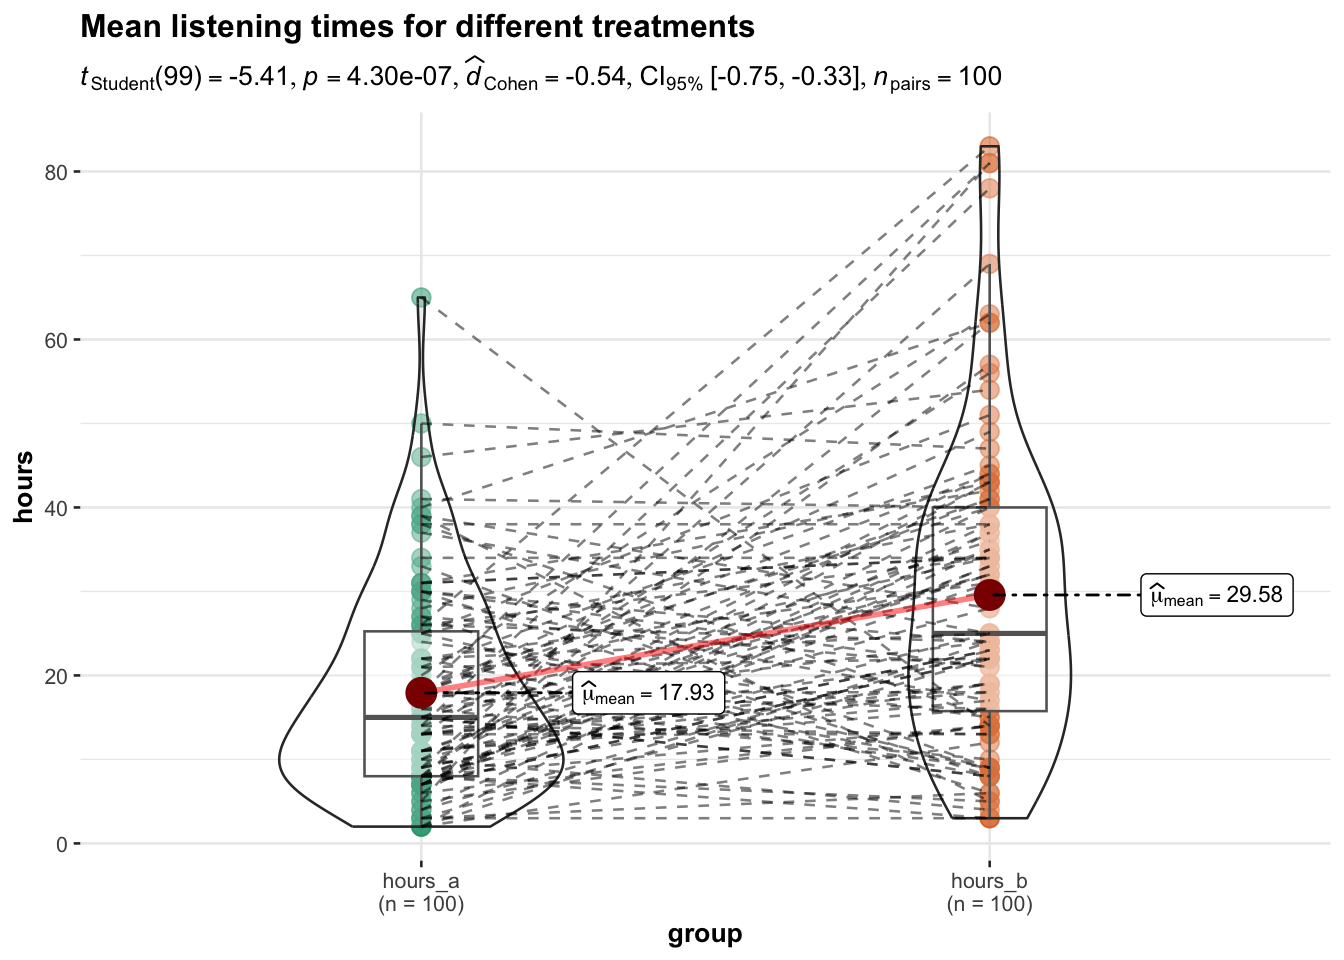 Mean listening times for different treatments
t Student(99) = -5.41, p = 4.30e-07, d̂ Cohen = -0.54, CI95% [-0.75, -0.33], n pairs = 100
80
60
40
20
0
hours
μ̂ mean = 29.58
μ̂ mean = 17.93
hours_a
(n = 100)
hours_b
(n = 100)
group